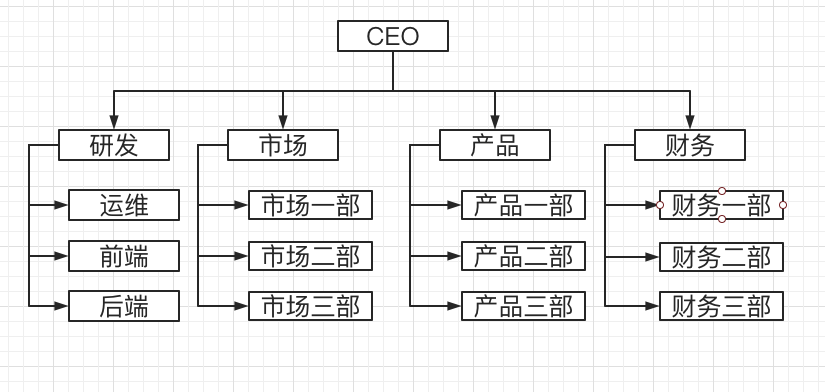 CEO
研发
市场
产品
财务
运维
市场一部
产品一部
财务一部
前端
市场二部
产品二部
财务二部
后端
市场三部
产品三部
财务三部